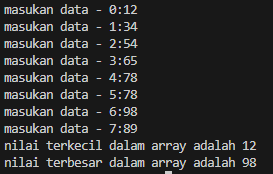 masukan data - 0:12
masukan data - 1:34
masukan data - 2:54
masukan data - 3:65
masukan data - 4:78
masukan data - 5:78
masukan data - 6:98
masukan data - 7:89
nilai terkecil dalam array adalah 12
nilai terbesar dalam array adalah 98